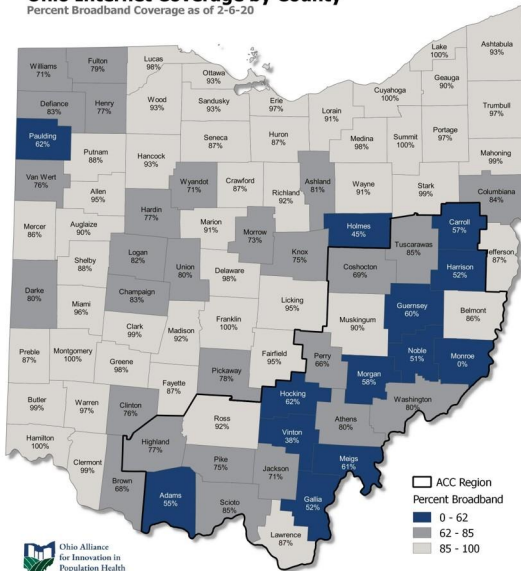 Ohio Internet Coverage by County
Percent Broadband Coverage as of 2-6-20
Williams
71%
Fulton
79%
Lucas
98%
Ottawa
93%
Lake
100%
Ashtabula
93%
Geauga
90%
Cuyahoga
100%
Defiance
83%
Henry
77%
Wood
93%
Sandusky
93%
Erie
97%
Lorain
91%
Trumbull
97%
Paulding
62%
Putnam
88%
Hancock
93%
Seneca
87%
Huron
87%
Medina
98%
Summit
100%
Portage
97%
Mahoning
99%
Van Wert
76%
Allen
95%
Wyandot
71%
Crawford
87%
Richland
92%
Ashland
81%
Wayne
91%
Stark
99%
Columbiana
84%
Hardin
77%
Mercer
86%
Auglaize
90%
Marion
91%
Morrow
73%
Holmes
45%
Carroll
57%
Tuscarawas
85%
Jefferson
87%
Shelby
88%
Logan
82%
Union
80%
Delaware
98%
Knox
75%
Coshocton
69%
Harrison
52%
Darke
80%
Champaign
83%
Miami
96%
Licking
95%
Guernsey
60%
Belmont
86%
Muskingum
90%
Clark
99%
Madison
92%
Franklin
100%
Preble
87%
Montgomery
100%
Greene
98%
Fairfield
95%
Perry
66%
Noble
51%
Monroe
0%
Morgan
58%
Pickaway
78%
Fayette
87%
Butler
99%
Warren
97%
Clinton
76%
Hocking
62%
Washington
80%
Athens
80%
Ross
92%
Vinton
38%
Hamilton
100%
Highland
77%
Clermont
99%
Meigs
61%
Pike
75%
Jackson
71%
Brown
68%
Adams
55%
Scioto
85%
Gallia
52%
Lawrence
87%
ACC Region
Percent Broadband
0 - 62
62 - 85
85 - 100
Ohio Alliance
for Innovation in
Population Health